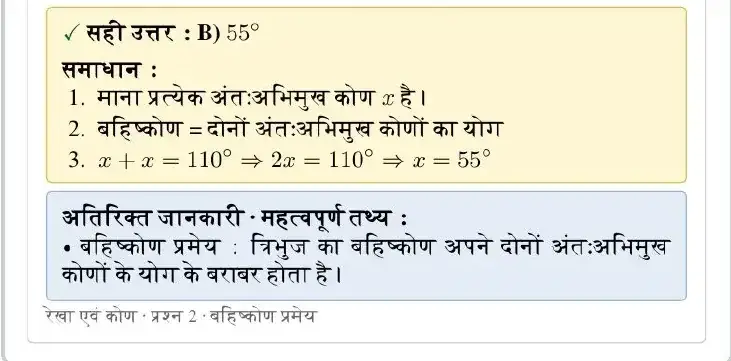 ✓ सही उत्तर : B) 55°
समाधान :
1. माना प्रत्येक अंतःअभिमुख कोण x है।
2. बहिष्कोण = दोनों अंतःअभिमुख कोणों का योग
3. x + x = 110° ⇒ 2x = 110° ⇒ x = 55°
अतिरिक्त जानकारी · महत्वपूर्ण तथ्य :
• बहिष्कोण प्रमेय : त्रिभुज का बहिष्कोण अपने दोनों अंतःअभिमुख
कोणों के योग के बराबर होता है।
रेखा एवं कोण · प्रश्न 2 · बहिष्कोण प्रमेय